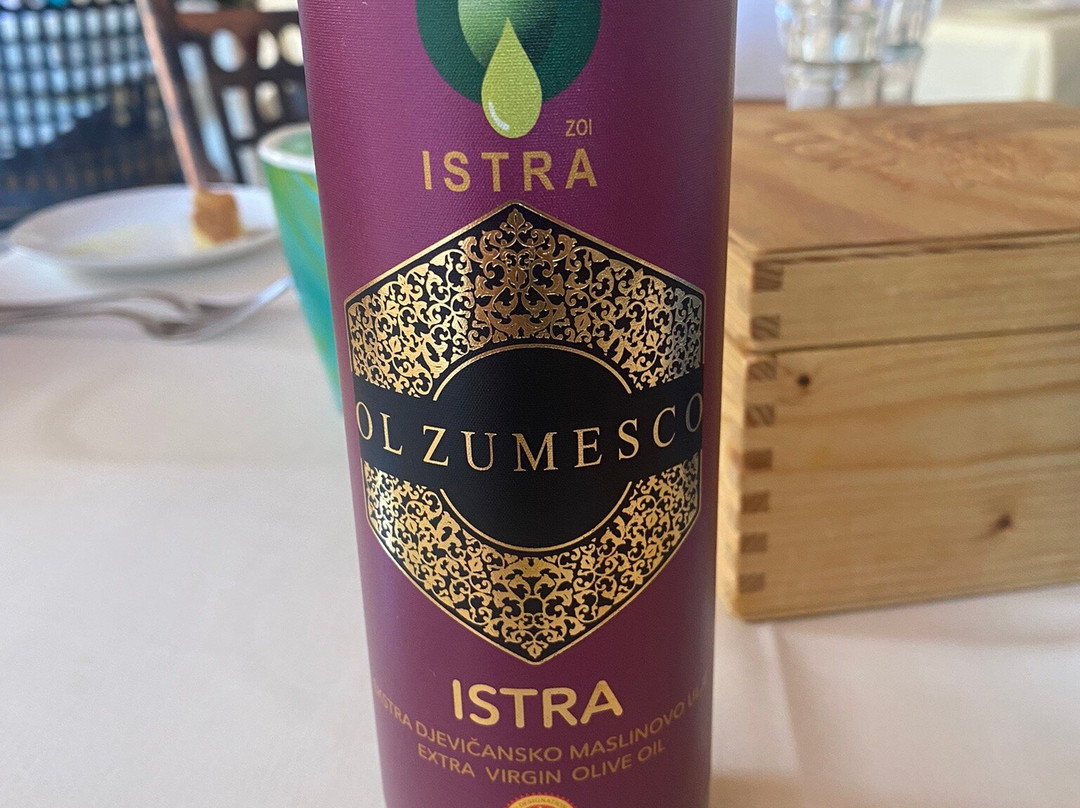 ZOI
ISTRA
OL ZUMESCO
ISTRA
EKSTRA DJEVIČANSKO MASLINOVO ULJE
EXTRA VIRGIN OLIVE OIL